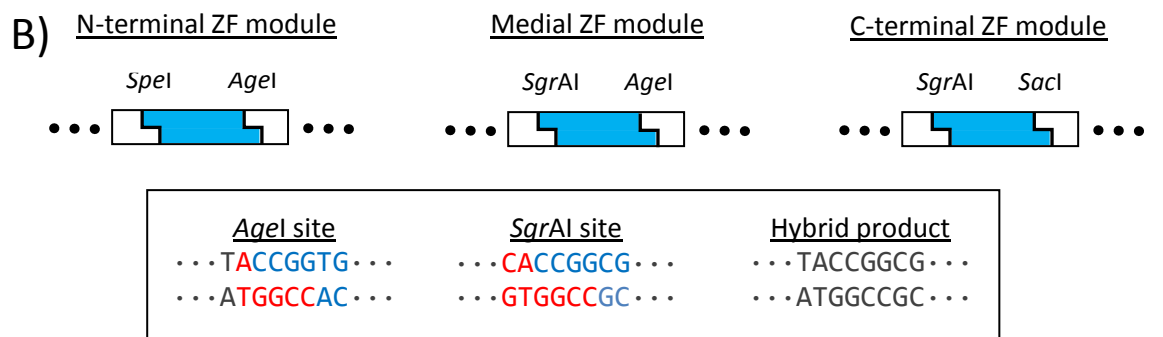 B)
N-terminal ZF module Medial ZF module C-terminal ZF module
SpeI AgeI SgrAI AgeI SgrAI SacI
AgeI site SgrAI site Hybrid product
···TACCGGTG··· ···CACCGGCG··· ···TACCGGCG···
···ATGGCCAC··· ···GTGGCCGC··· ···ATGGCCGC···